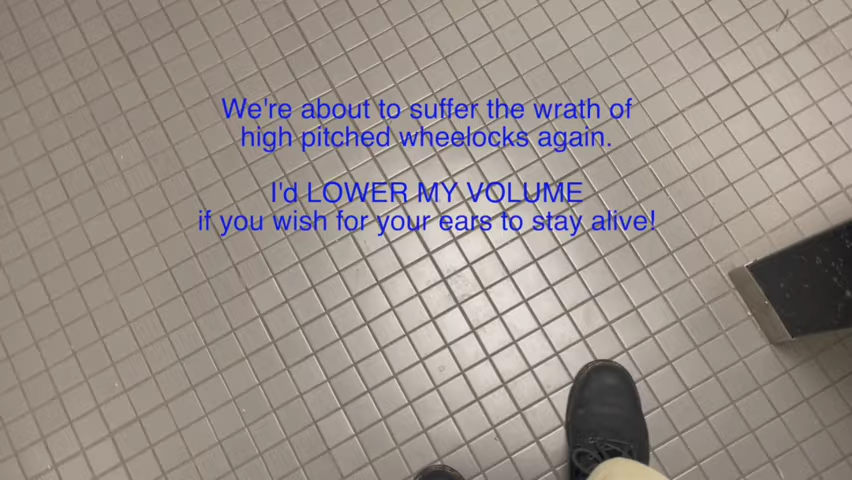 We're about to suffer the wrath of
high pitched wheelocks again.
I'd LOWER MY VOLUME
if you wish for your ears to stay alive!